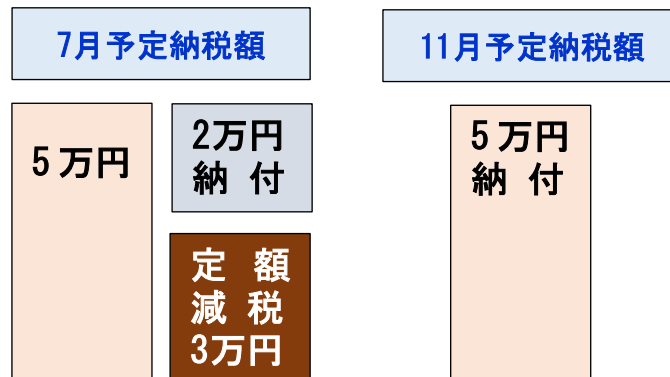 7月予定納税額
11月予定納税額
5万円
2万円
納 付
定 額
減 税
3万円
5万円
納 付